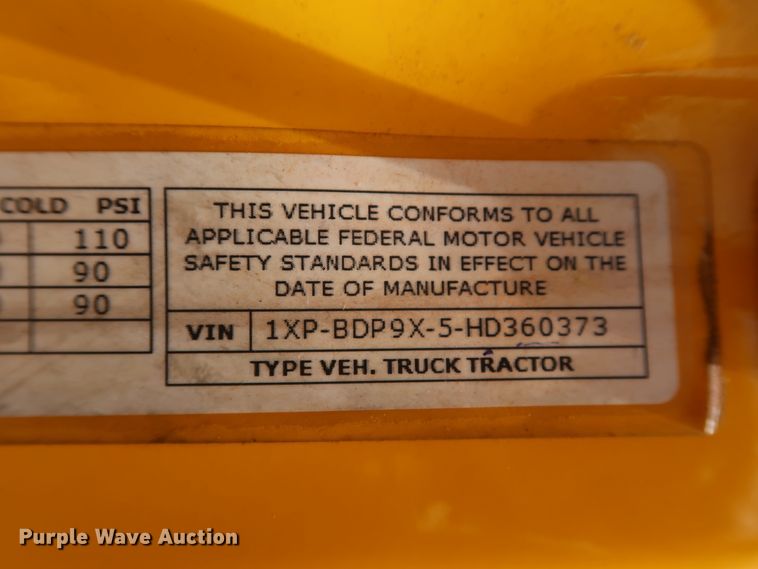 COLD PSI
110
90
90
THIS VEHICLE CONFORMS TO ALL
APPLICABLE FEDERAL MOTOR VEHICLE
SAFETY STANDARDS IN EFFECT ON THE
DATE OF MANUFACTURE
VIN 1XP-BDP9X-5-HD360373
TYPE VEH. TRUCK TRACTOR
Purple Wave Auction